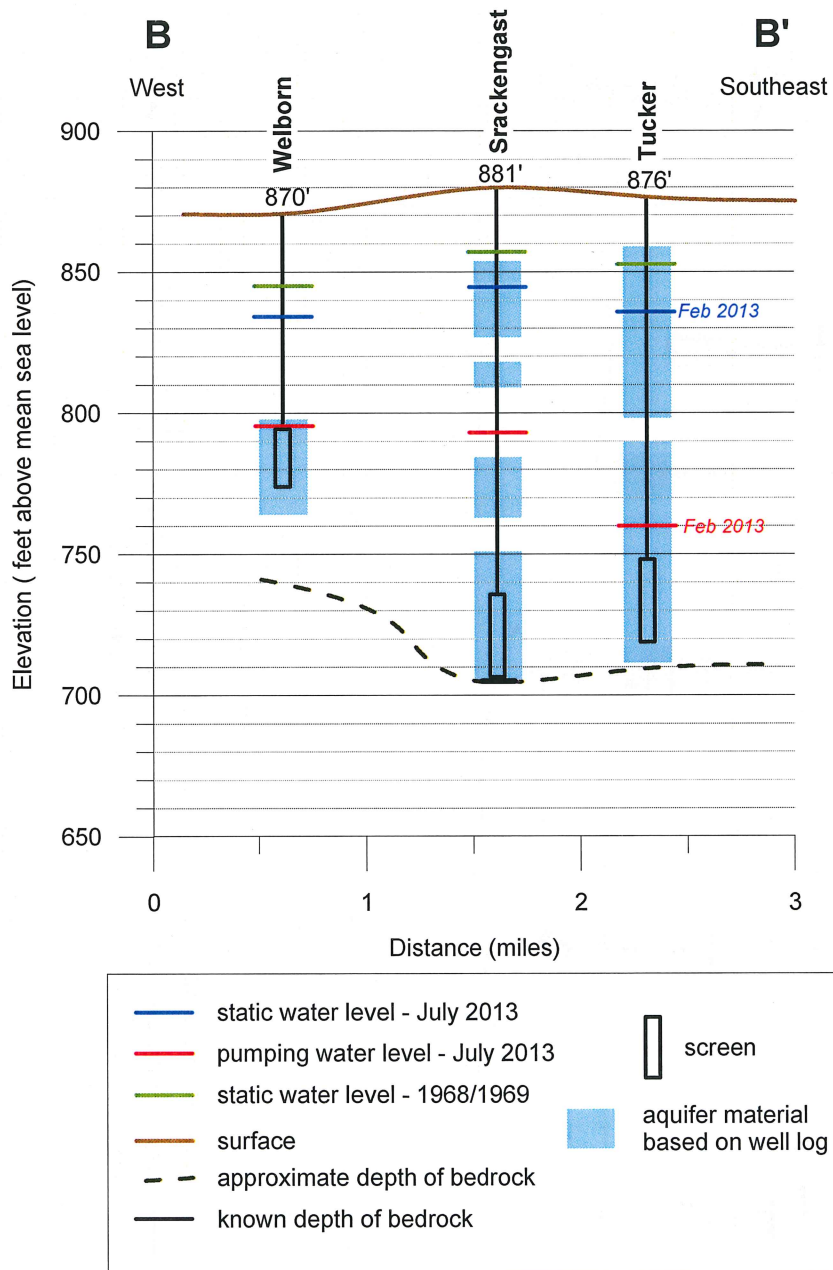 B
B'
West
Southeast
Welborn
Srackengast
Tucker
870'
881'
876'
900
850
800
750
700
650
Elevation ( feet above mean sea level)
Feb 2013
Feb 2013
0
1
2
3
Distance (miles)
static water level - July 2013
pumping water level - July 2013
static water level - 1968/1969
surface
approximate depth of bedrock
known depth of bedrock
screen
aquifer material
based on well log